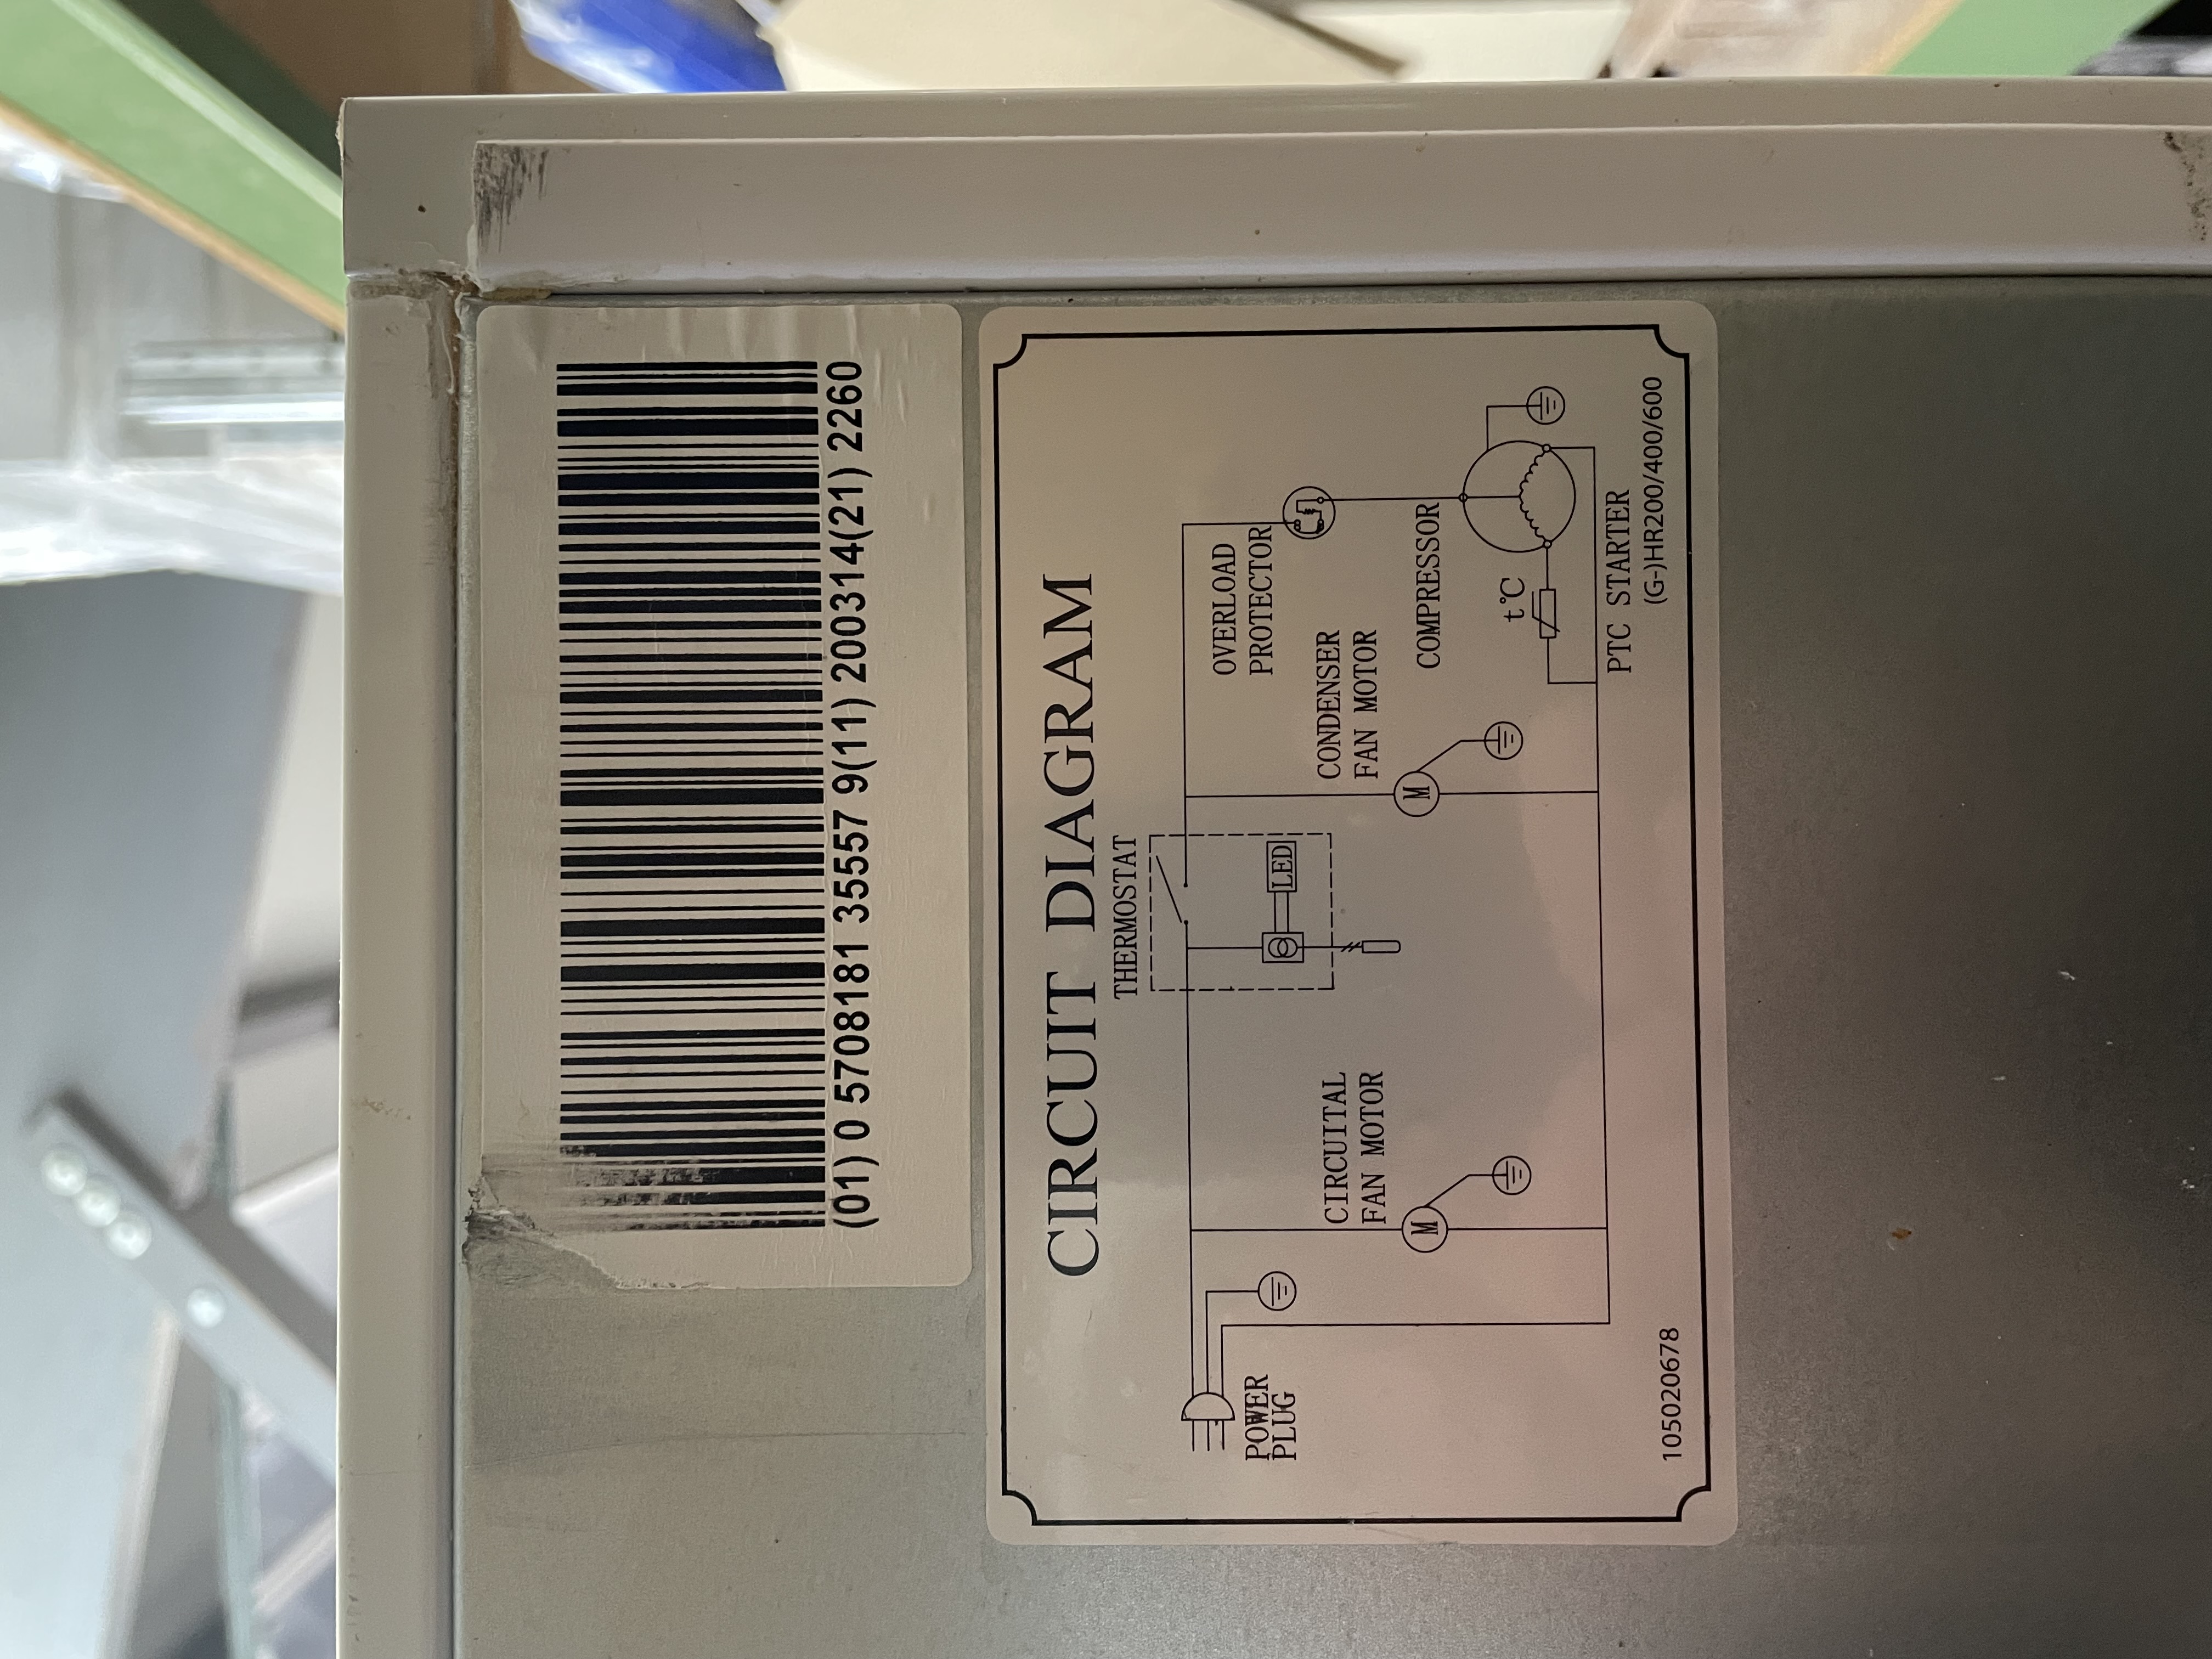 (01) 0 5708181 35557 9(11) 200314(21) 2260
CIRCUIT DIAGRAM
THERMOSTAT
LED
OVERLOAD
PROTECTOR
CONDENSER
FAN MOTOR
M
CIRCUITAL
FAN MOTOR
M
COMPRESSOR
t℃
POWER
PLUG
PTC STARTER
105020678
(G-)HR200/400/600